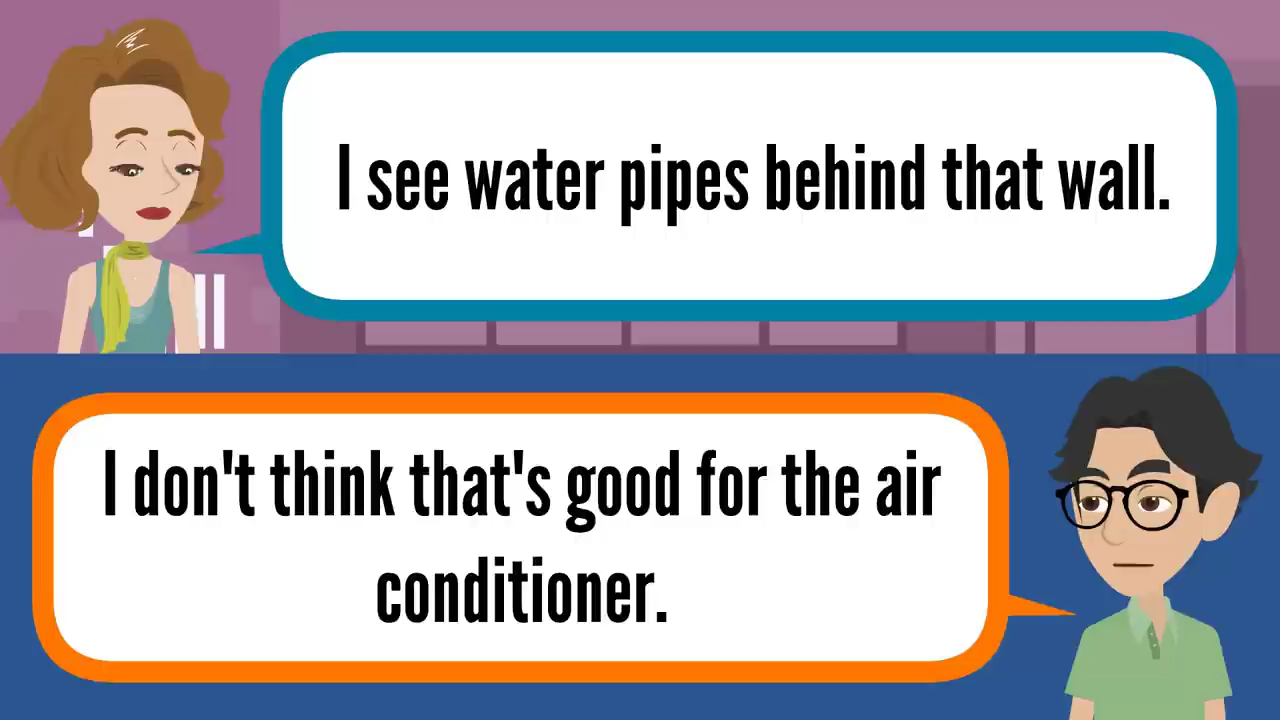 I see water pipes behind that wall.
I don't think that's good for the air
conditioner.